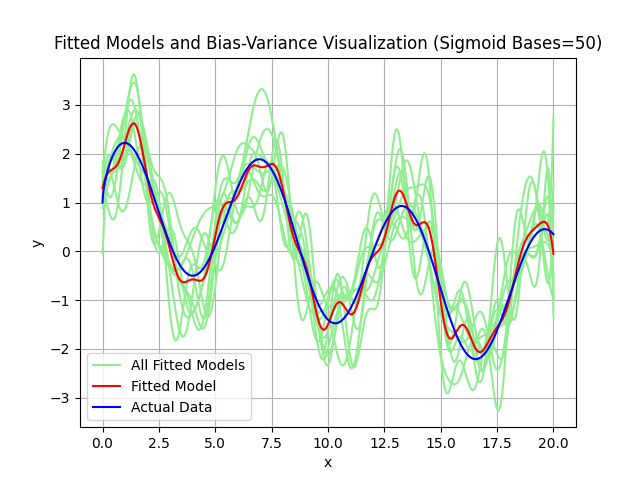 Fitted Models and Bias-Variance Visualization (Sigmoid Bases=50)
3
2
1
0
−1
−2
−3
y
All Fitted Models
Fitted Model
Actual Data
0.0 2.5 5.0 7.5 10.0 12.5 15.0 17.5 20.0
x